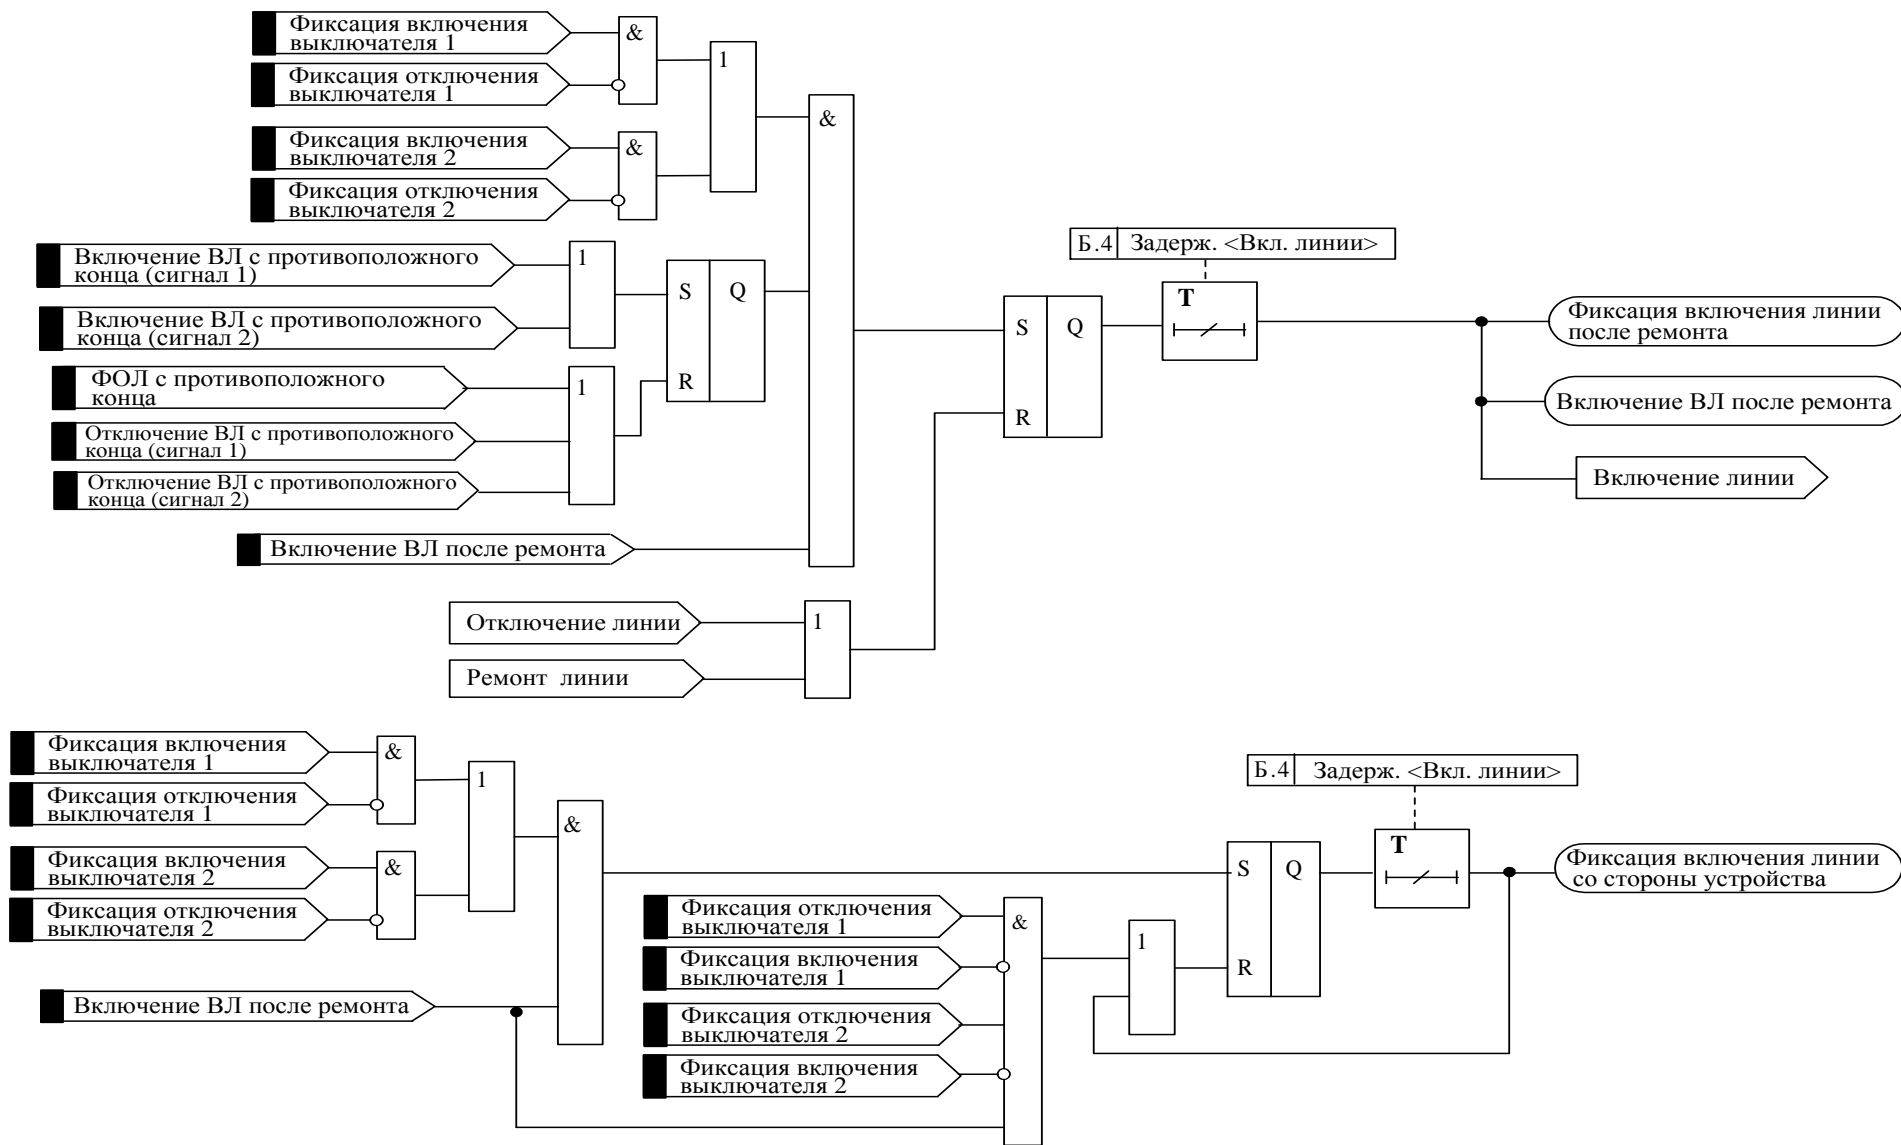 Фиксация включения
выключателя 1
&
1
Фиксация отключения
выключателя 1
&
Фиксация включения
выключателя 2
&
Фиксация отключения
выключателя 2
Б.4 Задерж. <Вкл. линии>
Включение ВЛ с противоположного
конца (сигнал 1)
1
S Q
T
Включение ВЛ с противоположного
конца (сигнал 2)
S Q
Фиксация включения линии
после ремонта
ФОЛ с противоположного
конца
1
R
Включение ВЛ после ремонта
R
Отключение ВЛ с противоположного
конца (сигнал 1)
Отключение ВЛ с противоположного
конца (сигнал 2)
Включение линии
Включение ВЛ после ремонта
Отключение линии
1
Ремонт линии
Фиксация включения
выключателя 1
&
1
Б.4 Задерж. <Вкл. линии>
Фиксация отключения
выключателя 1
&
T
Фиксация включения
выключателя 2
&
S Q
Фиксация включения линии
со стороны устройства
Фиксация отключения
выключателя 2
Фиксация отключения
выключателя 1
&
1
Фиксация включения
выключателя 1
R
Включение ВЛ после ремонта
Фиксация отключения
выключателя 2
Фиксация включения
выключателя 2